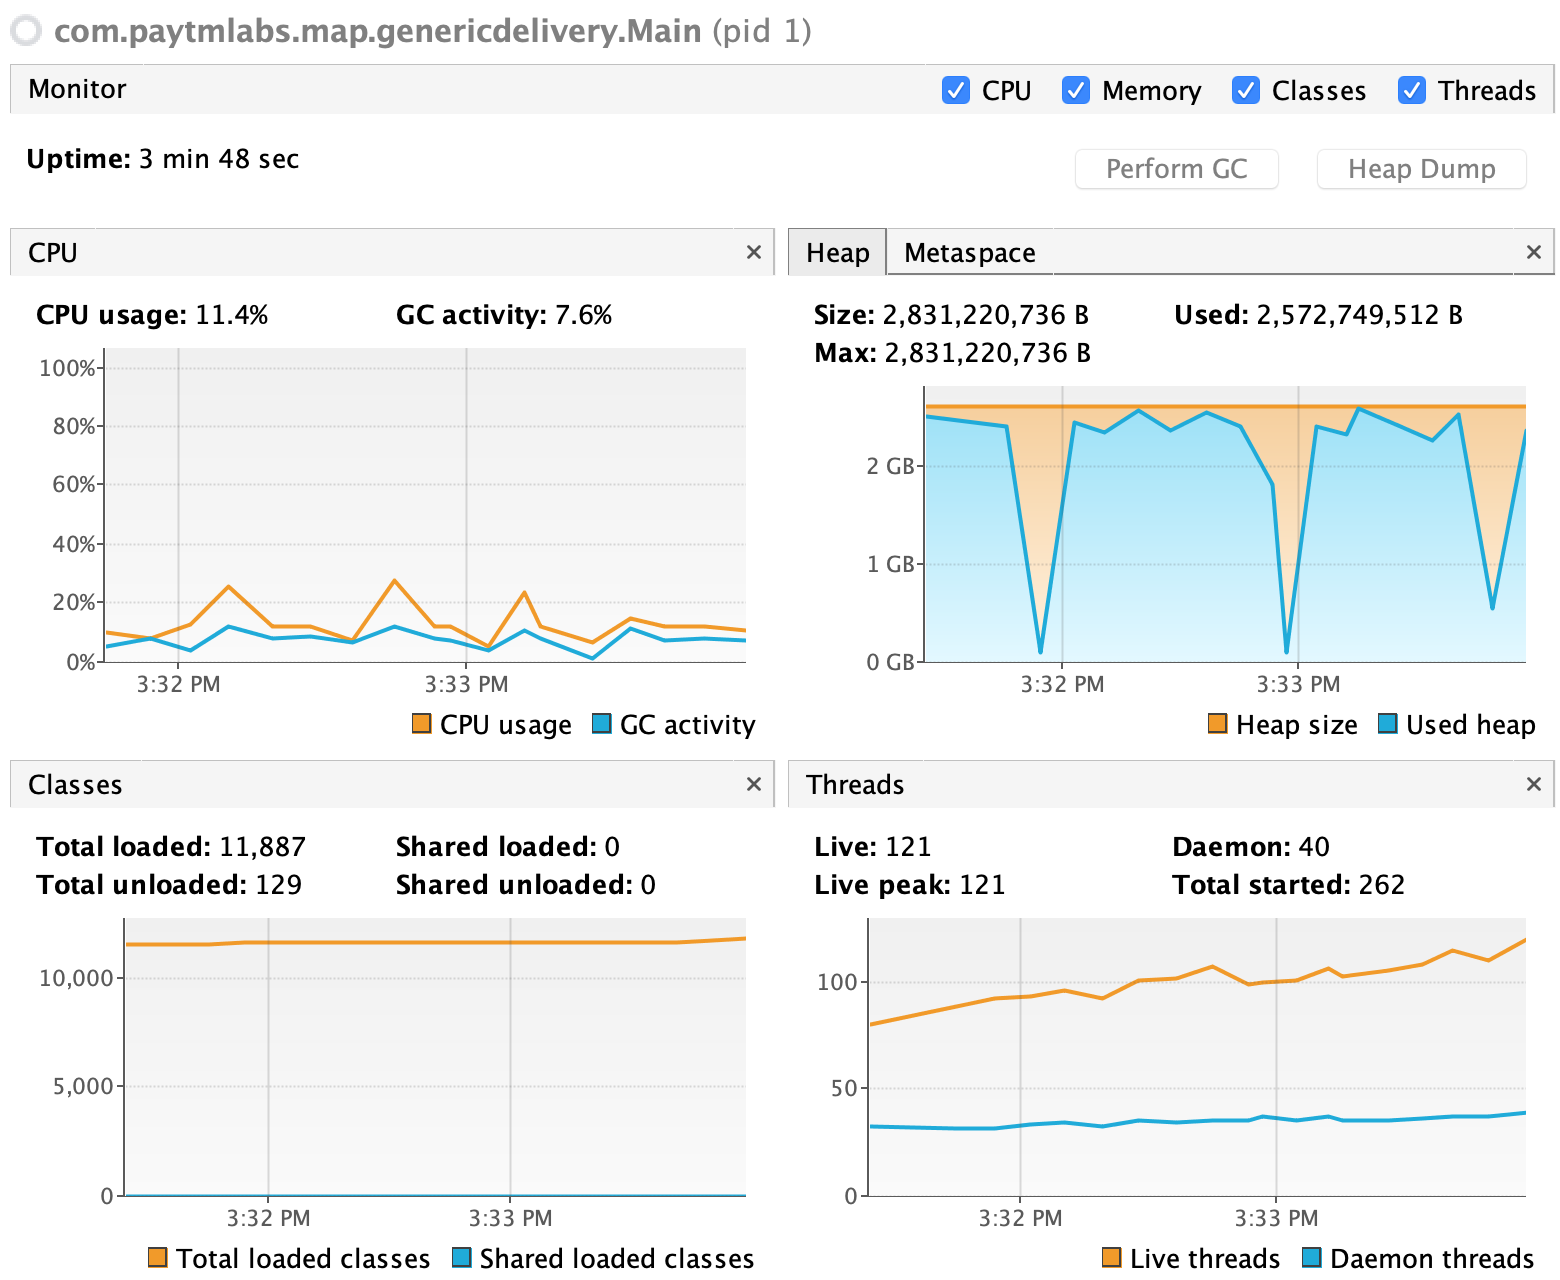 com.paytmlabs.map.genericdelivery.Main (pid 1)
Monitor CPU Memory Classes Threads
Uptime: 3 min 48 sec
Perform GC Heap Dump
CPU ×
CPU usage: 11.4% GC activity: 7.6%
100%
80%
60%
40%
20%
0%
3:32 PM 3:33 PM
CPU usage GC activity
Heap Metaspace ×
Size: 2,831,220,736 B Used: 2,572,749,512 B
Max: 2,831,220,736 B
2 GB
1 GB
0 GB
3:32 PM 3:33 PM
Heap size Used heap
Classes ×
Total loaded: 11,887 Shared loaded: 0
Total unloaded: 129 Shared unloaded: 0
10,000
5,000
0
3:32 PM 3:33 PM
Total loaded classes Shared loaded classes
Threads ×
Live: 121 Daemon: 40
Live peak: 121 Total started: 262
100
50
0
3:32 PM 3:33 PM
Live threads Daemon threads